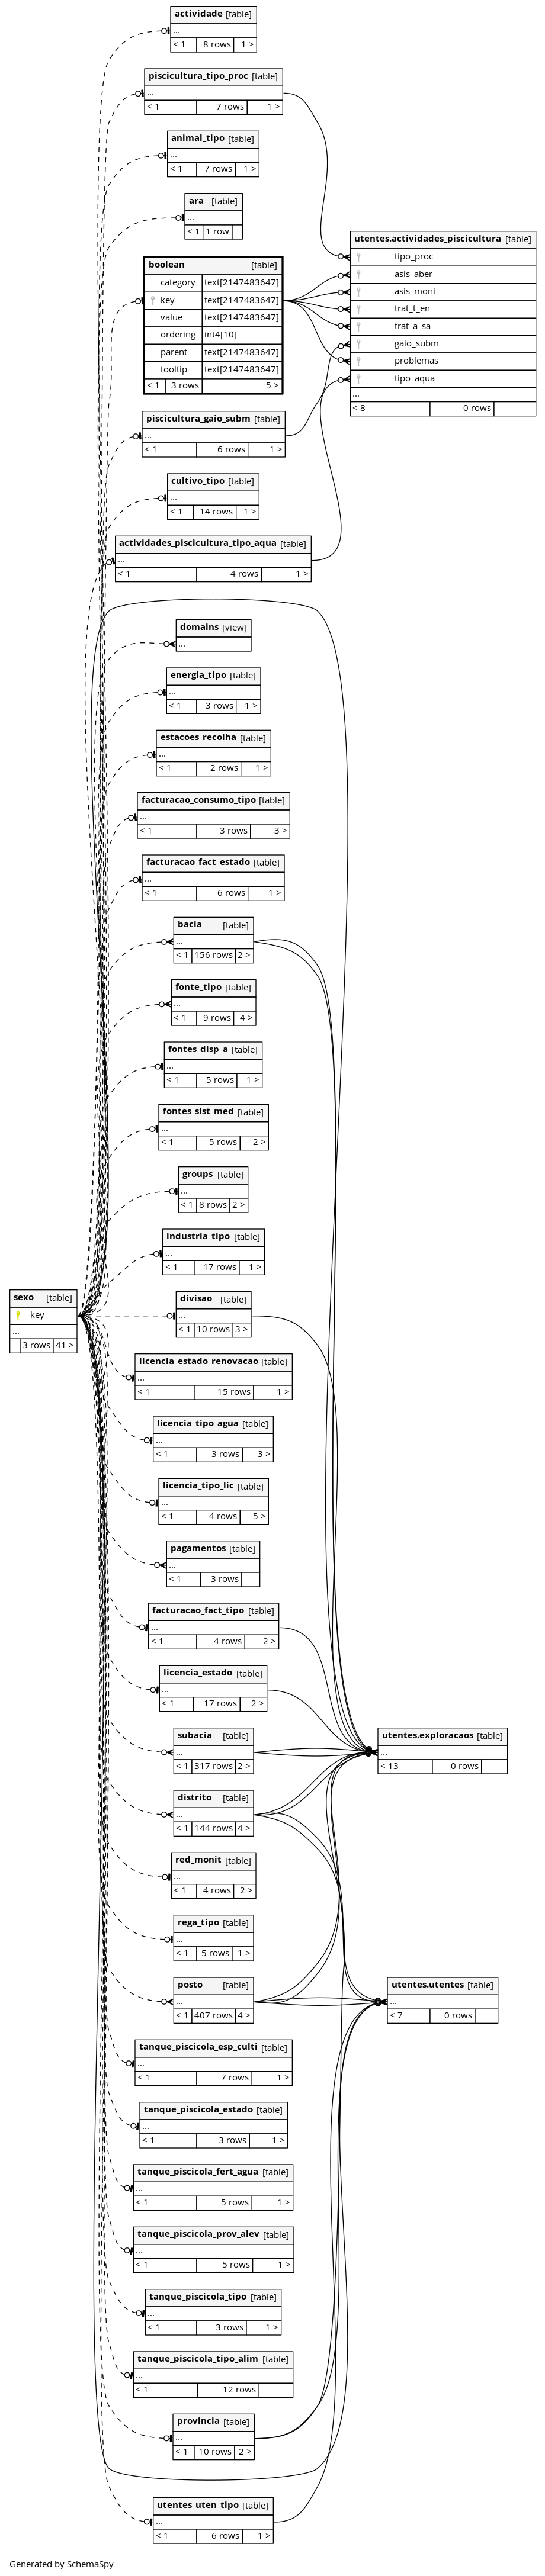 actividade [table]
...
< 1 8 rows 1 >
piscicultura_tipo_proc [table]
...
< 1 7 rows 1 >
animal_tipo [table]
...
< 1 7 rows 1 >
ara [table]
...
< 1 1 row
utentes.actividades_piscicultura [table]
tipo_proc
asis_aber
asis_moni
trat_t_en
trat_a_sa
gaio_subm
problemas
tipo_aqua
...
< 8 0 rows
boolean [table]
category text[2147483647]
key text[2147483647]
value text[2147483647]
ordering int4[10]
parent text[2147483647]
tooltip text[2147483647]
< 1 3 rows 5 >
piscicultura_gaio_subm [table]
...
< 1 6 rows 1 >
cultivo_tipo [table]
...
< 1 14 rows 1 >
actividades_piscicultura_tipo_aqua [table]
...
< 1 4 rows 1 >
domains [view]
...
energia_tipo [table]
...
< 1 3 rows 1 >
estacoes_recolha [table]
...
< 1 2 rows 1 >
facturacao_consumo_tipo [table]
...
< 1 3 rows 3 >
facturacao_fact_estado [table]
...
< 1 6 rows 1 >
bacia [table]
...
< 1 156 rows 2 >
fonte_tipo [table]
...
< 1 9 rows 4 >
fontes_disp_a [table]
...
< 1 5 rows 1 >
fontes_sist_med [table]
...
< 1 5 rows 2 >
groups [table]
...
< 1 8 rows 2 >
industria_tipo [table]
...
< 1 17 rows 1 >
sexo [table]
key
...
3 rows 41 >
divisao [table]
...
< 1 10 rows 3 >
licencia_estado_renovacao [table]
...
< 1 15 rows 1 >
licencia_tipo_agua [table]
...
< 1 3 rows 3 >
licencia_tipo_lic [table]
...
< 1 4 rows 5 >
pagamentos [table]
...
< 1 3 rows
facturacao_fact_tipo [table]
...
< 1 4 rows 2 >
licencia_estado [table]
...
< 1 17 rows 2 >
subacia [table]
...
< 1 317 rows 2 >
utentes.exploracaos [table]
...
< 13 0 rows
distrito [table]
...
< 1 144 rows 4 >
red_monit [table]
...
< 1 4 rows 2 >
rega_tipo [table]
...
< 1 5 rows 1 >
posto [table]
...
< 1 407 rows 4 >
utentes.utentes [table]
...
< 7 0 rows
tanque_piscicola_esp_culti [table]
...
< 1 7 rows 1 >
tanque_piscicola_estado [table]
...
< 1 3 rows 1 >
tanque_piscicola_fert_agua [table]
...
< 1 5 rows 1 >
tanque_piscicola_prov_alev [table]
...
< 1 5 rows 1 >
tanque_piscicola_tipo [table]
...
< 1 3 rows 1 >
tanque_piscicola_tipo_alim [table]
...
< 1 12 rows
provincia [table]
...
< 1 10 rows 2 >
utentes_uten_tipo [table]
...
< 1 6 rows 1 >
Generated by SchemaSpy